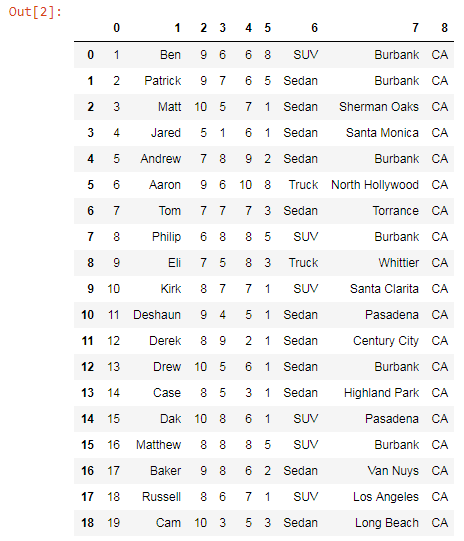 Out[2]:
0 1 2 3 4 5 6 7 8
0 1 Ben 9 6 6 8 SUV Burbank CA
1 2 Patrick 9 7 6 5 Sedan Burbank CA
2 3 Matt 10 5 7 1 Sedan Sherman Oaks CA
3 4 Jared 5 1 6 1 Sedan Santa Monica CA
4 5 Andrew 7 8 9 2 Sedan Burbank CA
5 6 Aaron 9 6 10 8 Truck North Hollywood CA
6 7 Tom 7 7 7 3 Sedan Torrance CA
7 8 Philip 6 8 8 5 SUV Burbank CA
8 9 Eli 7 5 8 3 Truck Whittier CA
9 10 Kirk 8 7 7 1 SUV Santa Clarita CA
10 11 Deshaun 9 4 5 1 Sedan Pasadena CA
11 12 Derek 8 9 2 1 Sedan Century City CA
12 13 Drew 10 5 6 1 Sedan Burbank CA
13 14 Case 8 5 3 1 Sedan Highland Park CA
14 15 Dak 10 8 6 1 SUV Pasadena CA
15 16 Matthew 8 8 8 5 SUV Burbank CA
16 17 Baker 9 8 6 2 Sedan Van Nuys CA
17 18 Russell 8 6 7 1 SUV Los Angeles CA
18 19 Cam 10 3 5 3 Sedan Long Beach CA